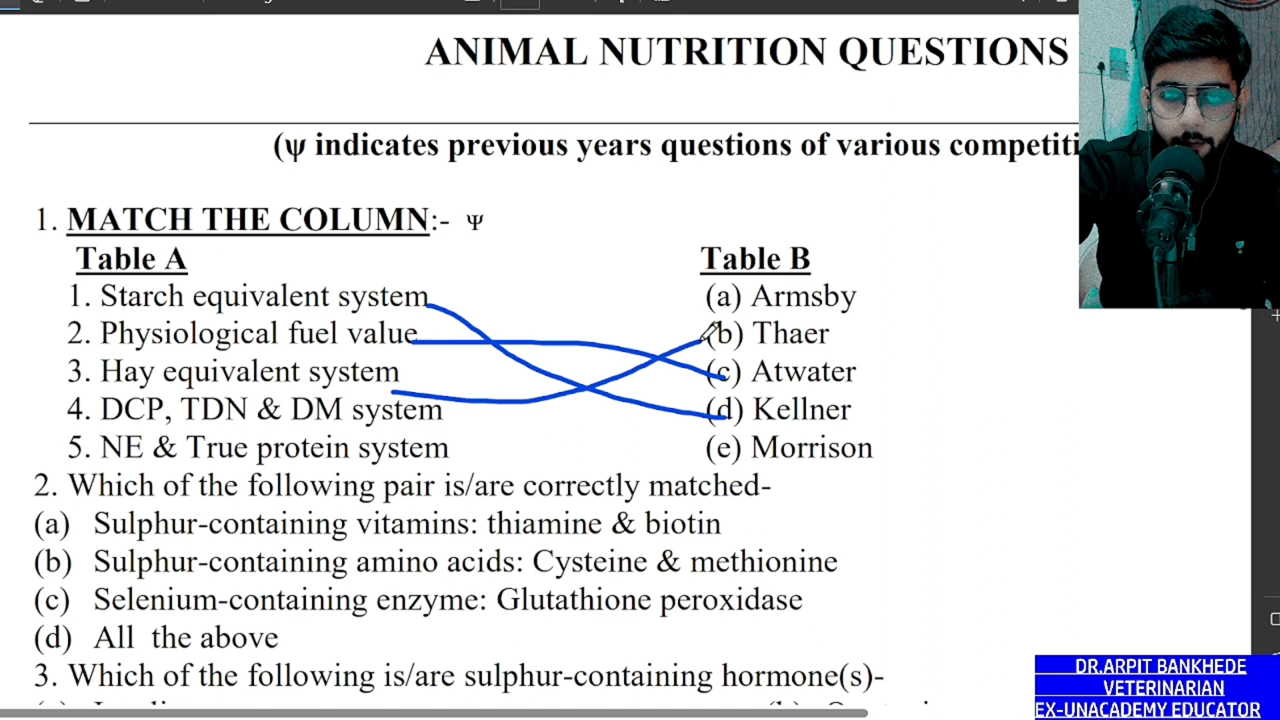 ANIMAL NUTRITION QUESTIONS
(ψ indicates previous years questions of various competiti
1. MATCH THE COLUMN:- ψ
Table A Table B
1. Starch equivalent system (a) Armsby
2. Physiological fuel value (b) Thaer
3. Hay equivalent system (c) Atwater
4. DCP, TDN & DM system (d) Kellner
5. NE & True protein system (e) Morrison
2. Which of the following pair is/are correctly matched-
(a) Sulphur-containing vitamins: thiamine & biotin
(b) Sulphur-containing amino acids: Cysteine & methionine
(c) Selenium-containing enzyme: Glutathione peroxidase
(d) All the above
3. Which of the following is/are sulphur-containing hormone(s)-
DR.ARPIT BANKHEDE
VETERINARIAN
EX-UNACADEMY EDUCATOR